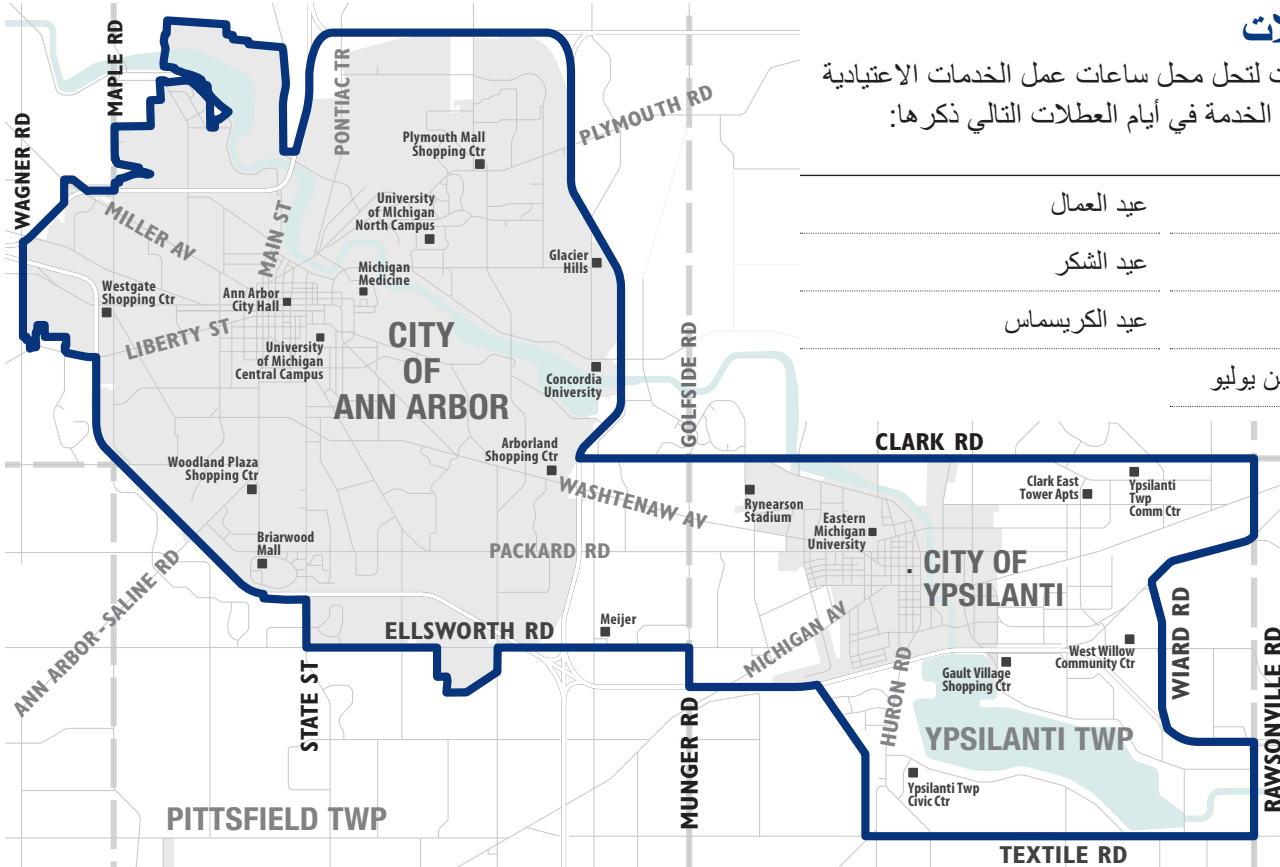 ت لتحل محل ساعات عمل الخدمات الاعتيادية
الخدمة في أيام العطلات التالي ذكرها:
عيد العمال
عيد الشكر
عيد الكريسماس
يوليو
WAGNER RD
MAPLE RD
PONTIAC TR
PLYMOUTH RD
Plymouth Mall
Shopping Ctr
University
of MIchigan
North Campus
MILLER AV
MAIN ST
Glacier
Hills
Michigan
Medicine
Westgate
Shopping Ctr
Ann Arbor
City Hall
LIBERTY ST
University
of Michigan
Central Campus
CITY
OF
ANN ARBOR
Concordia
University
GOLFSIDE RD
Arborland
Shopping Ctr
CLARK RD
Woodland Plaza
Shopping Ctr
WASHTENAW AV
Rynearson
Stadium
Clark East
Tower Apts
Ypsilanti
Twp
Comm Ctr
Eastern
Michigan
University
Briarwood
Mall
PACKARD RD
CITY OF
YPSILANTI
ANN ARBOR-SALINE RD
Meijer
ELLSWORTH RD
MICHIGAN AV
WIARD RD
West Willow
Community Ctr
Gault Village
Shopping Ctr
STATE ST
HURON RD
RAWSONVILLE RD
MUNGER RD
YPSILANTI TWP
Ypsilanti Twp
Civic Ctr
PITTSFIELD TWP
TEXTILE RD